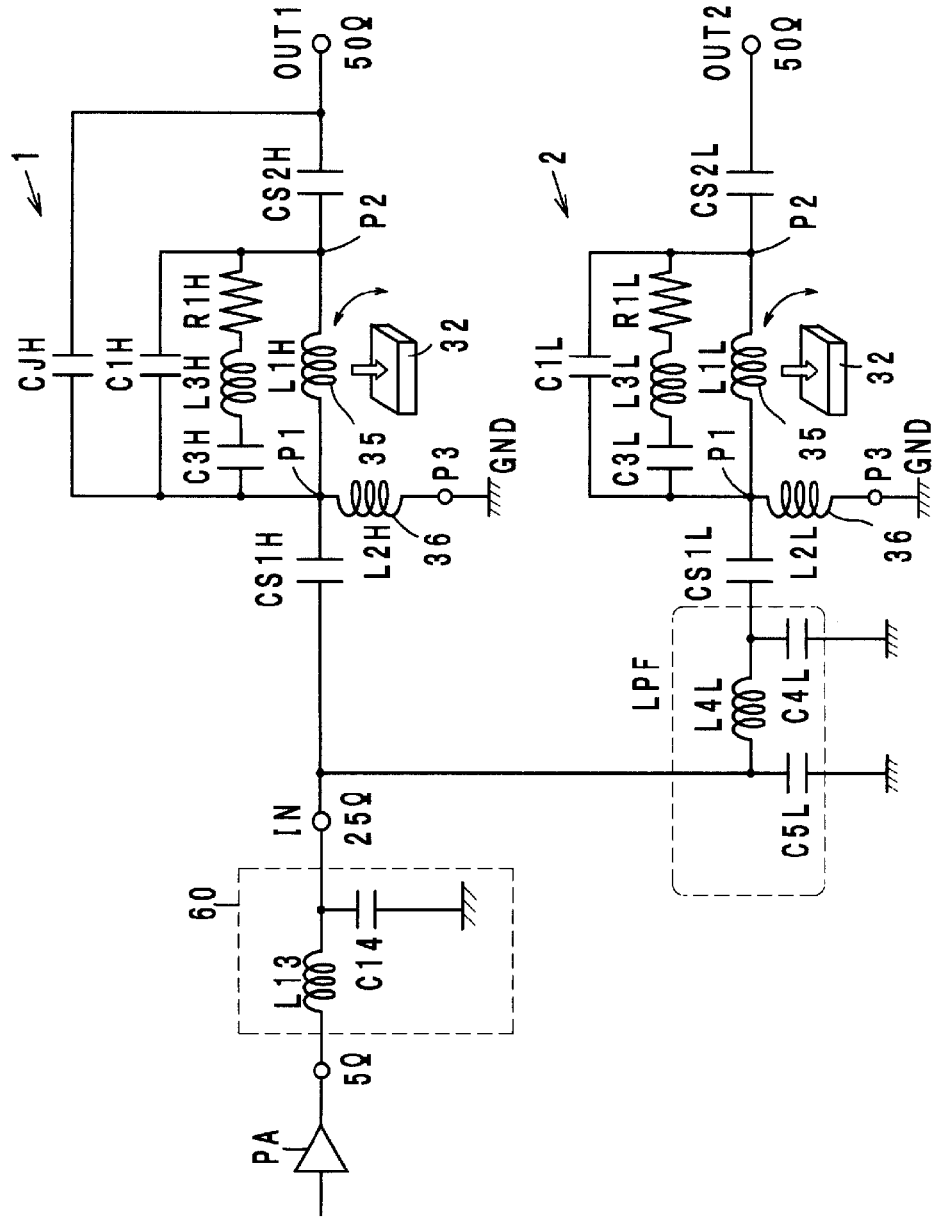 1
CJH
C1H
C3H
L3H
R1H
P1
L1H
P2
CS1H
CS2H
OUT1
50Ω
35
L2H
36
P3
GND
32
PA
5Ω
60
L13
C14
IN
25Ω
2
C1L
C3L
L3L
R1L
P1
L1L
P2
LPF
L4L
C4L
C5L
CS1L
CS2L
OUT2
50Ω
35
L2L
36
P3
GND
32